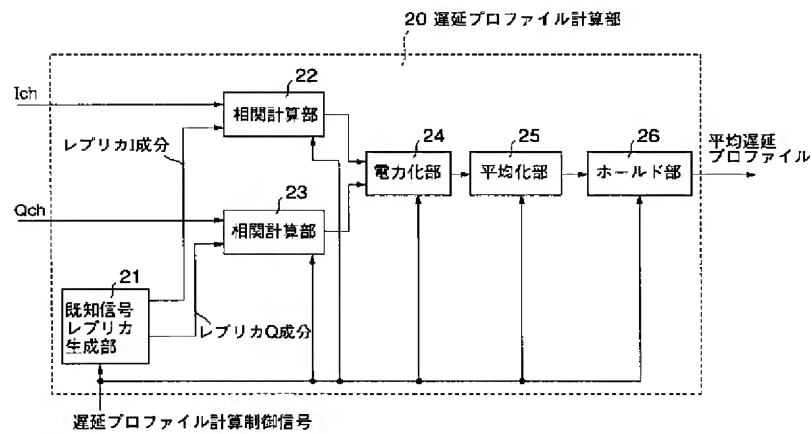 20 遅延プロファイル計算部
Ich
22
相関計算部
レプリカI成分
24
電力化部
25
平均化部
26
ホールド部
平均遅延
プロファイル
Qch
23
相関計算部
21
既知信号
レプリカ
生成部
レプリカQ成分
遅延プロファイル計算制御信号